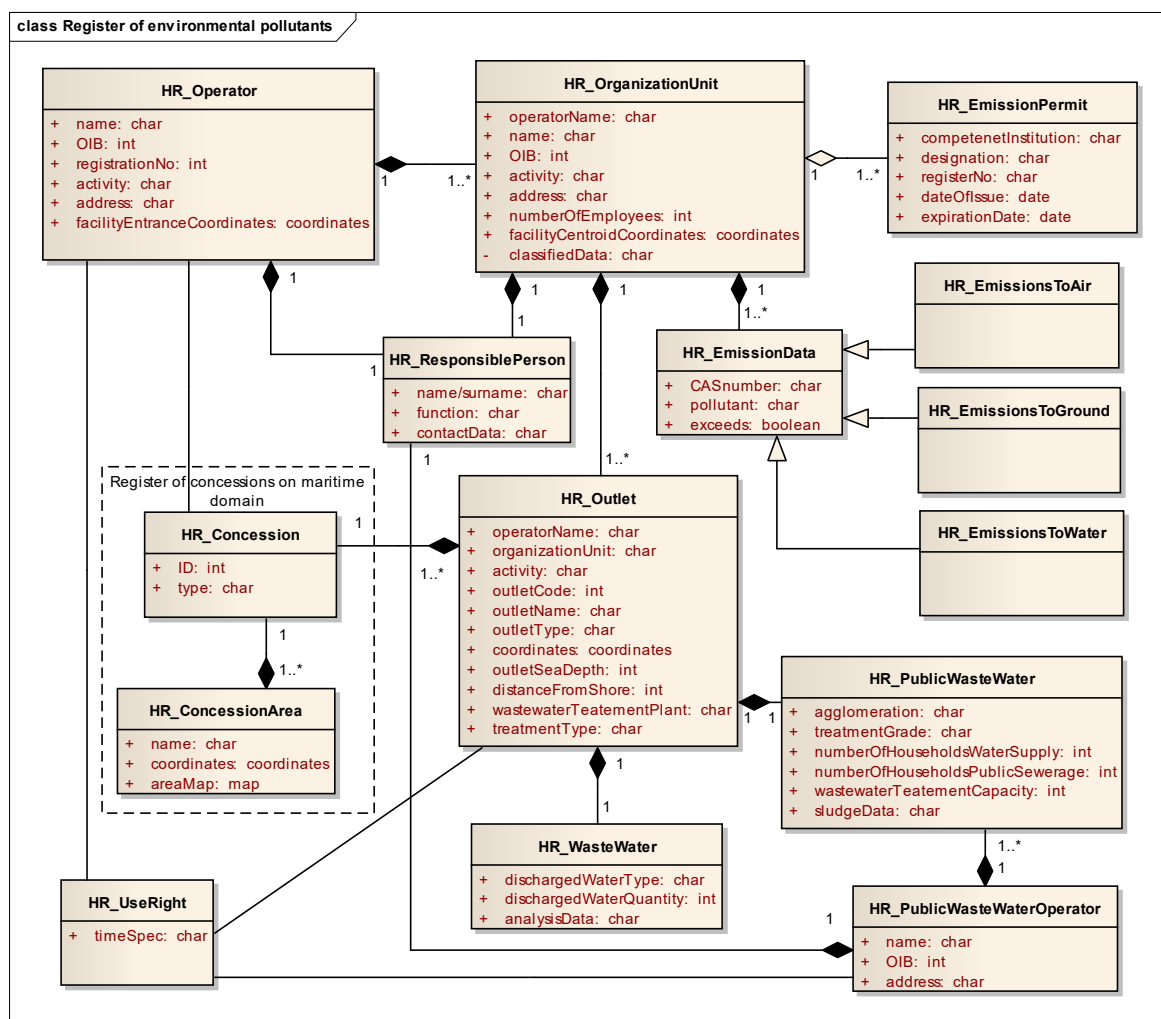 class Register of environmental pollutants
HR_Operator
+ name: char
+ OIB: int
+ registrationNo: int
+ activity: char
+ address: char
+ facilityEntranceCoordinates: coordinates
1
1..*
HR_OrganizationUnit
+ operatorName: char
+ name: char
+ OIB: int
+ activity: char
+ address: char
+ numberOfEmployees: int
+ facilityCentroidCoordinates: coordinates
- classifiedData: char
1
1..*
HR_EmissionPermit
+ competenetInstitution: char
+ designation: char
+ registerNo: char
+ dateOfIssue: date
+ expirationDate: date
1
1
1
1
1
1
1..*
HR_ResponsiblePerson
+ name/surname: char
+ function: char
+ contactData: char
1
HR_EmissionData
+ CASnumber: char
+ pollutant: char
+ exceeds: boolean
HR_EmissionsToAir
HR_EmissionsToGround
HR_EmissionsToWater
1..*
Register of concessions on maritime
domain
HR_Concession
+ ID: int
+ type: char
1
1..*
1
1..*
HR_ConcessionArea
+ name: char
+ coordinates: coordinates
+ areaMap: map
HR_Outlet
+ operatorName: char
+ organizationUnit: char
+ activity: char
+ outletCode: int
+ outletName: char
+ outletType: char
+ coordinates: coordinates
+ outletSeaDepth: int
+ distanceFromShore: int
+ wastewaterTeatementPlant: char
+ treatmentType: char
1
1
HR_PublicWasteWater
+ agglomeration: char
+ treatmentGrade: char
+ numberOfHouseholdsWaterSupply: int
+ numberOfHouseholdsPublicSewerage: int
+ wastewaterTeatementCapacity: int
+ sludgeData: char
1
1
HR_WasteWater
+ dischargedWaterType: char
+ dischargedWaterQuantity: int
+ analysisData: char
1..*
1
HR_UseRight
+ timeSpec: char
1
HR_PublicWasteWaterOperator
+ name: char
+ OIB: int
+ address: char